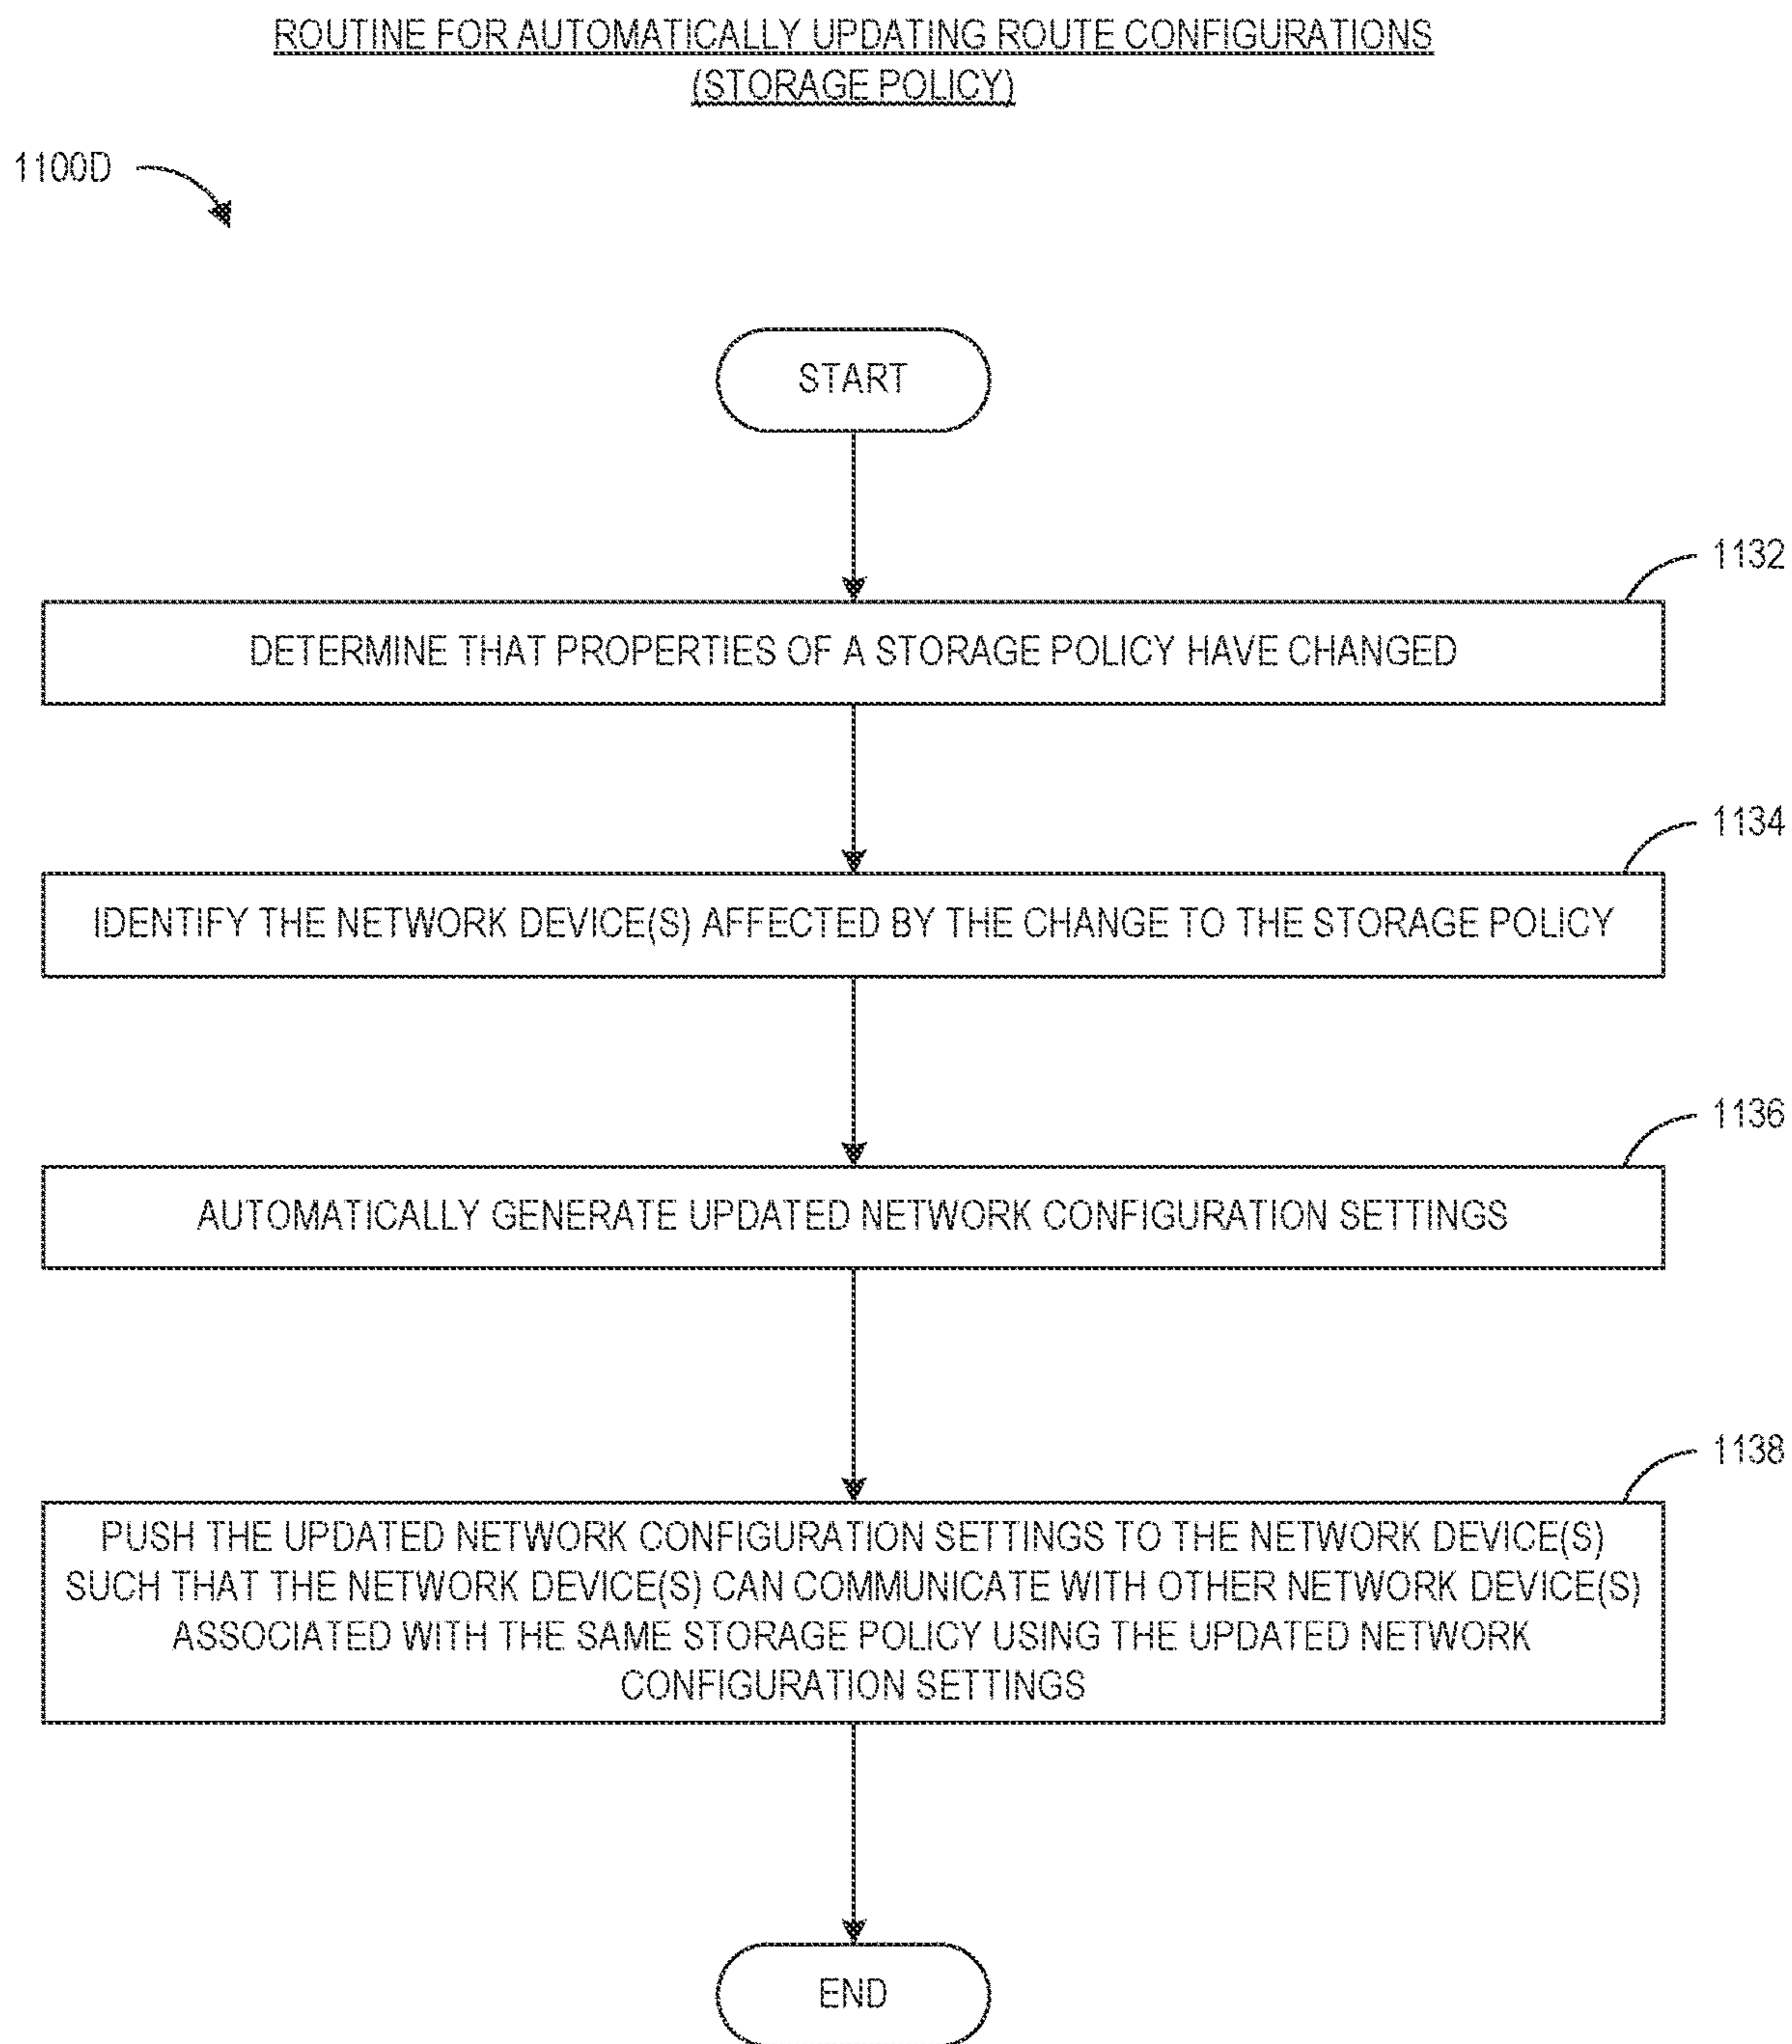 ROUTINE FOR AUTOMATICALLY UPDATING ROUTE CONFIGURATIONS
(STORAGE POLICY)
1100D
START
1132
DETERMINE THAT PROPERTIES OF A STORAGE POLICY HAVE CHANGED
1134
IDENTIFY THE NETWORK DEVICE(S) AFFECTED BY THE CHANGE TO THE STORAGE POLICY
1136
AUTOMATICALLY GENERATE UPDATED NETWORK CONFIGURATION SETTINGS
1138
PUSH THE UPDATED NETWORK CONFIGURATION SETTINGS TO THE NETWORK DEVICE(S)
SUCH THAT THE NETWORK DEVICE(S) CAN COMMUNICATE WITH OTHER NETWORK DEVICE(S)
ASSOCIATED WITH THE SAME STORAGE POLICY USING THE UPDATED NETWORK
CONFIGURATION SETTINGS
END